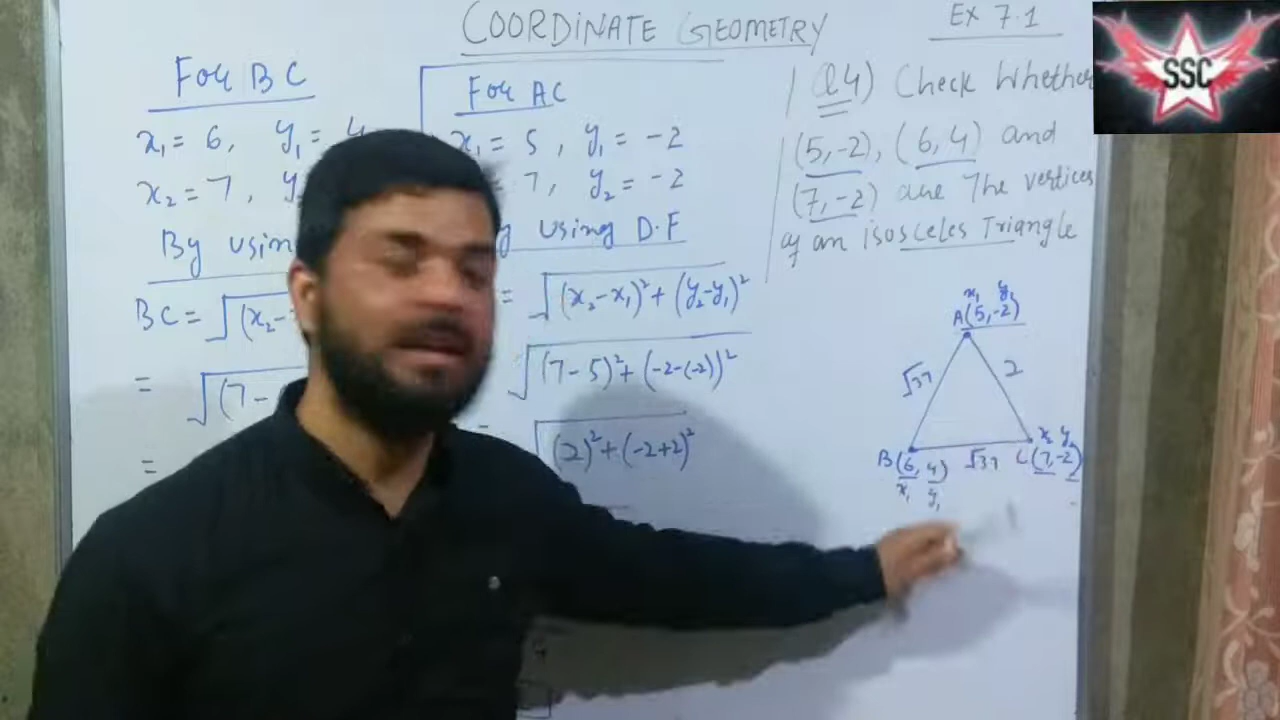 COORDINATE GEOMETRY
Ex 7.1
SSC
For BC
x₁ = 6, y₁ = 4
x₂ = 7, y₂
By using
BC = √(x₂-
= √(7-
=
For AC
x₁ = 5, y₁ = -2
= 7, y₂ = -2
using D.F
= √(x₂-x₁)²+(y₂-y₁)²
√(7-5)²+(-2-(-2))²
= √(2)²+(-2+2)²
Q4) Check Whether
(5,-2), (6,4) and
(7,-2) are The vertices
of an isosceles Triangle
x₁ y₁
A(5,-2)
√37 2
x₂ y₂
B(6, 4) √37 C(7,-2)
x₁ y₁